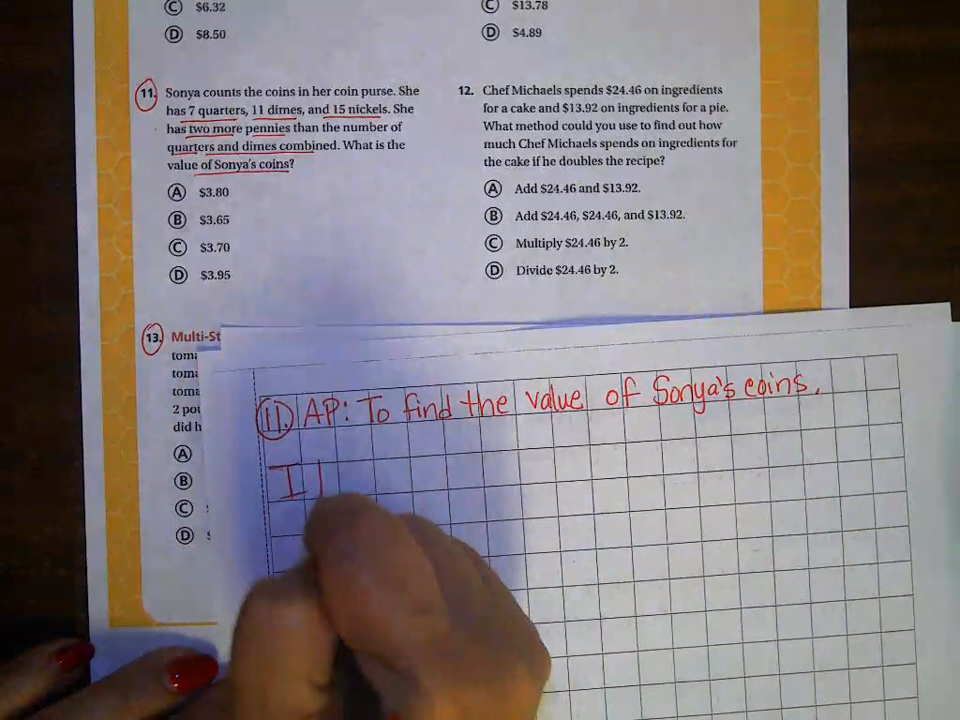 C $6.32
D $8.50
C $13.78
D $4.89
11. Sonya counts the coins in her coin purse. She
has 7 quarters, 11 dimes, and 15 nickels. She
has two more pennies than the number of
quarters and dimes combined. What is the
value of Sonya's coins?
A $3.80
B $3.65
C $3.70
D $3.95
12. Chef Michaels spends $24.46 on ingredients
for a cake and $13.92 on ingredients for a pie.
What method could you use to find out how
much Chef Michaels spends on ingredients for
the cake if he doubles the recipe?
A Add $24.46 and $13.92.
B Add $24.46, $24.46, and $13.92.
C Multiply $24.46 by 2.
D Divide $24.46 by 2.
13. Multi-St
toma
toma
toma
2 pou
did h
A
B
C
D
11. AP: To find the value of Sonya's coins.
I